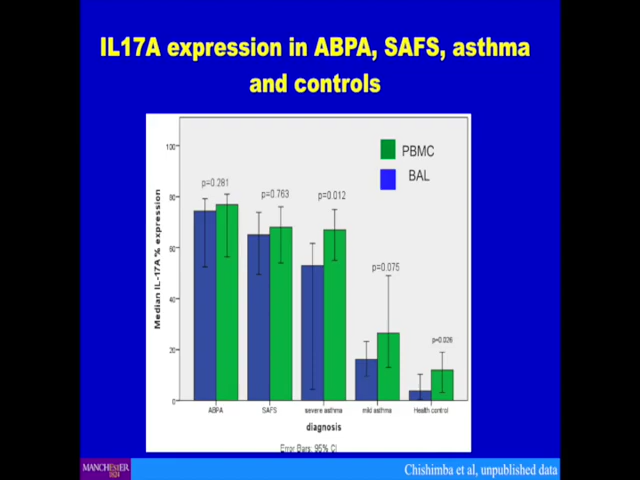 IL17A expression in ABPA, SAFS, asthma
and controls
PBMC
BAL
p=0.281
p=0.763
p=0.012
p=0.075
p=0.026
Median IL-17A % expression
100
80
60
40
20
0
ABPA
SAFS
severe asthma
mild asthma
Health control
diagnosis
Error Bars: 95% CI
MANCHESTER
1824
Chishimba et al, unpublished data